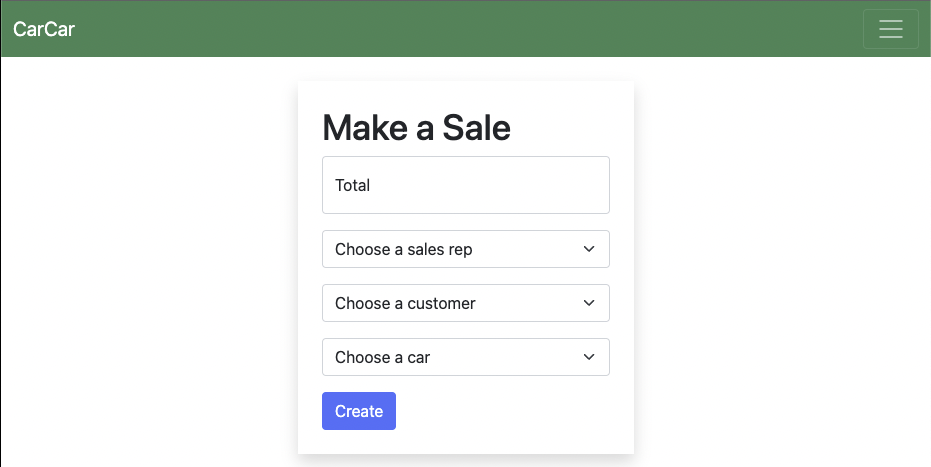 CarCar
Make a Sale
Total
Choose a sales rep
Choose a customer
Choose a car
Create